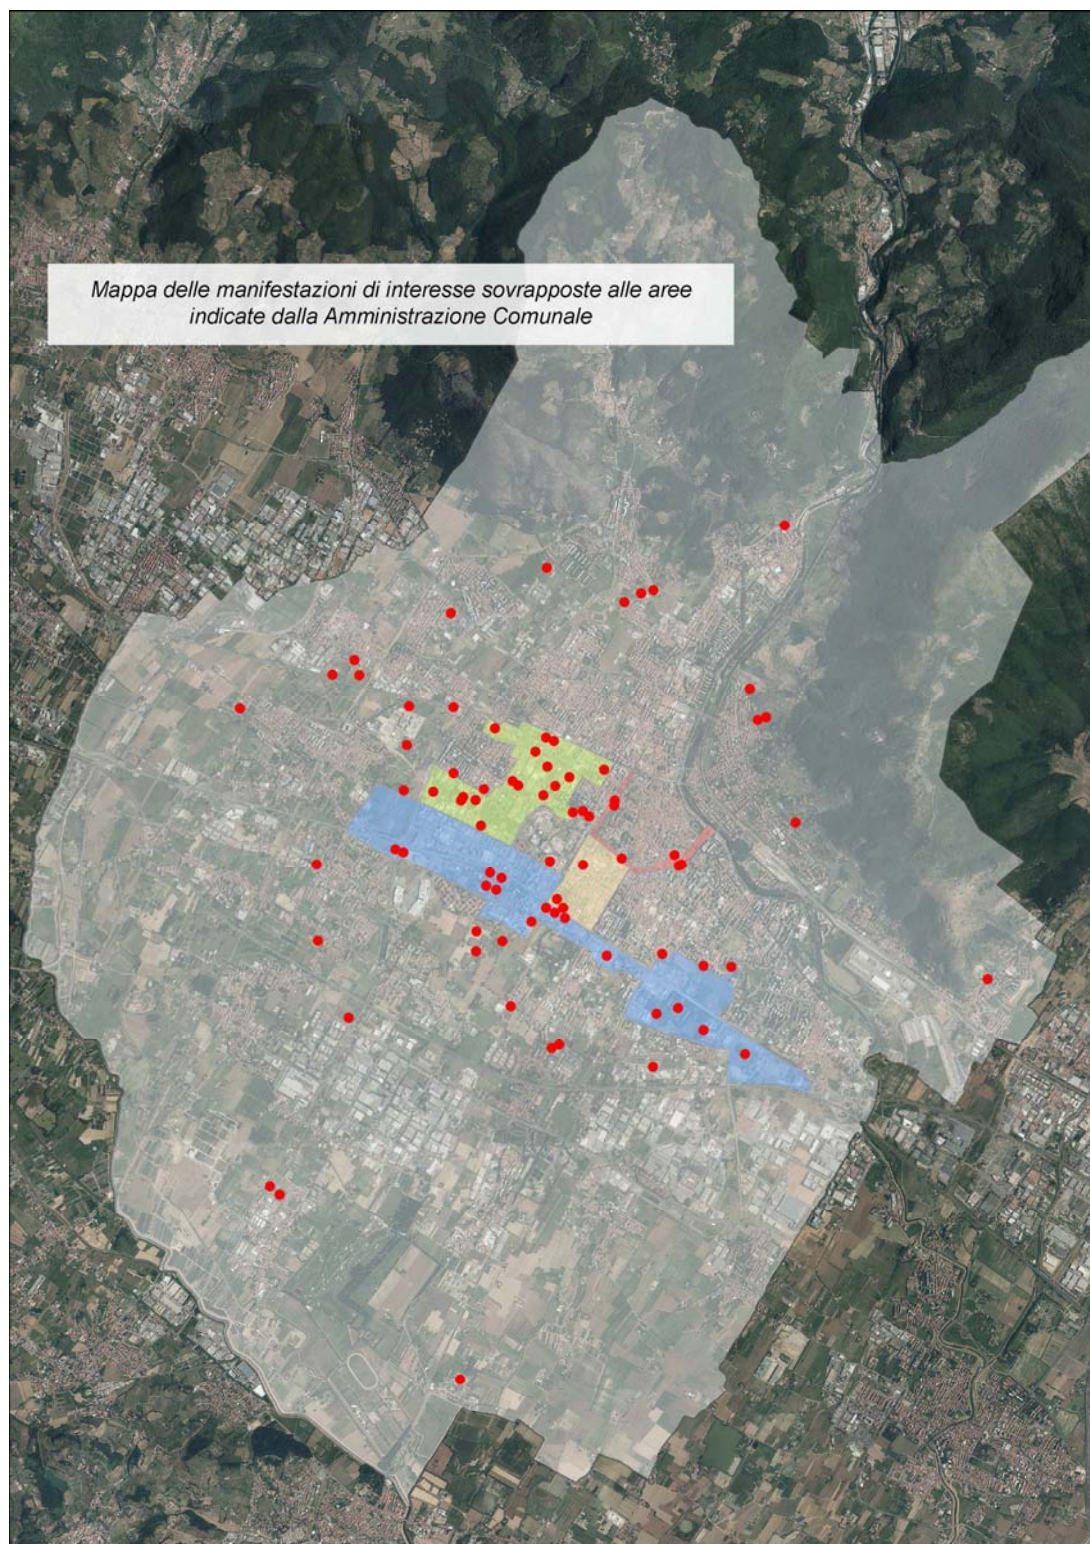 Mappa delle manifestazioni di interesse sovrapposte alle aree
indicate dalla Amministrazione Comunale